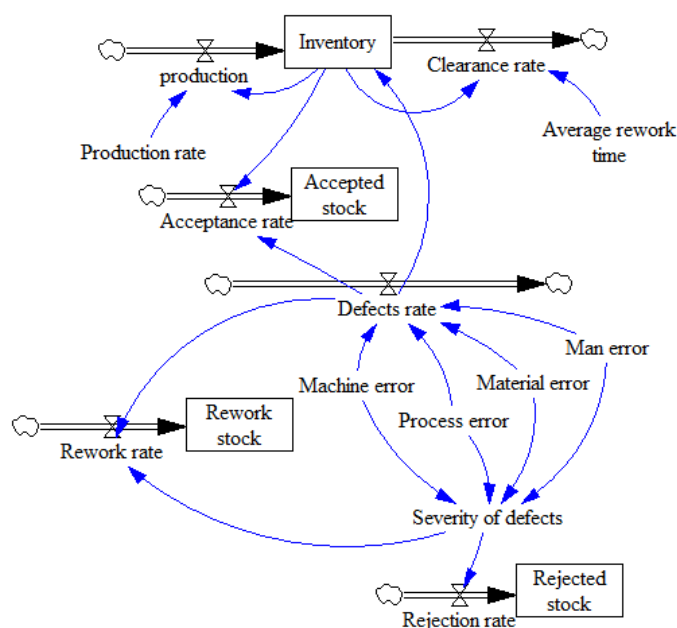 Inventory
production
Clearance rate
Production rate
Average rework
time
Accepted
stock
Acceptance rate
Defects rate
Man error
Machine error
Material error
Process error
Rework
stock
Rework rate
Severity of defects
Rejected
stock
Rejection rate